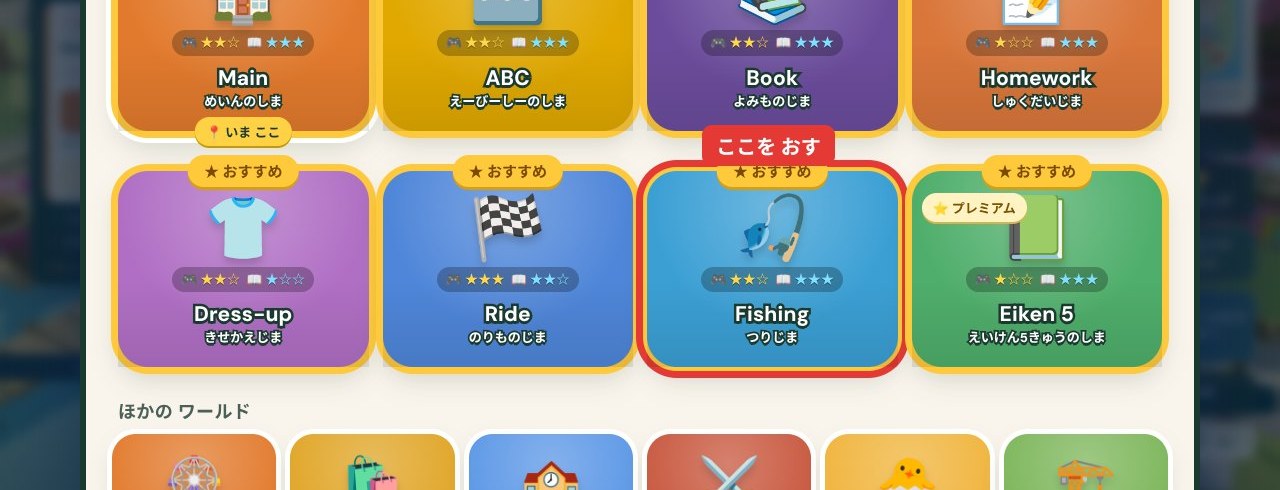 🎮 ★★☆ 📖 ★★★
Main
めいんのしま
📍 いま ここ
🎮 ★★☆ 📖 ★★★
ABC
えーびーしーのしま
🎮 ★★☆ 📖 ★★★
Book
よみものじま
🎮 ★☆☆ 📖 ★★★
Homework
しゅくだいじま
★ おすすめ
🎮 ★★☆ 📖 ★☆☆
Dress-up
きせかえじま
★ おすすめ
🎮 ★★★ 📖 ★★☆
Ride
のりものじま
ここを おす
★ おすすめ
🎮 ★★☆ 📖 ★★★
Fishing
つりじま
★ おすすめ
⭐ プレミアム
🎮 ★☆☆ 📖 ★★★
Eiken 5
えいけん5きゅうのしま
ほかの ワールド